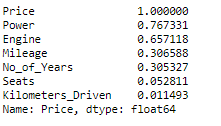 Price                1.000000
Power                0.767331
Engine               0.657118
Mileage              0.306588
No_of_Years          0.305327
Seats                0.052811
Kilometers_Driven    0.011493
Name: Price, dtype: float64